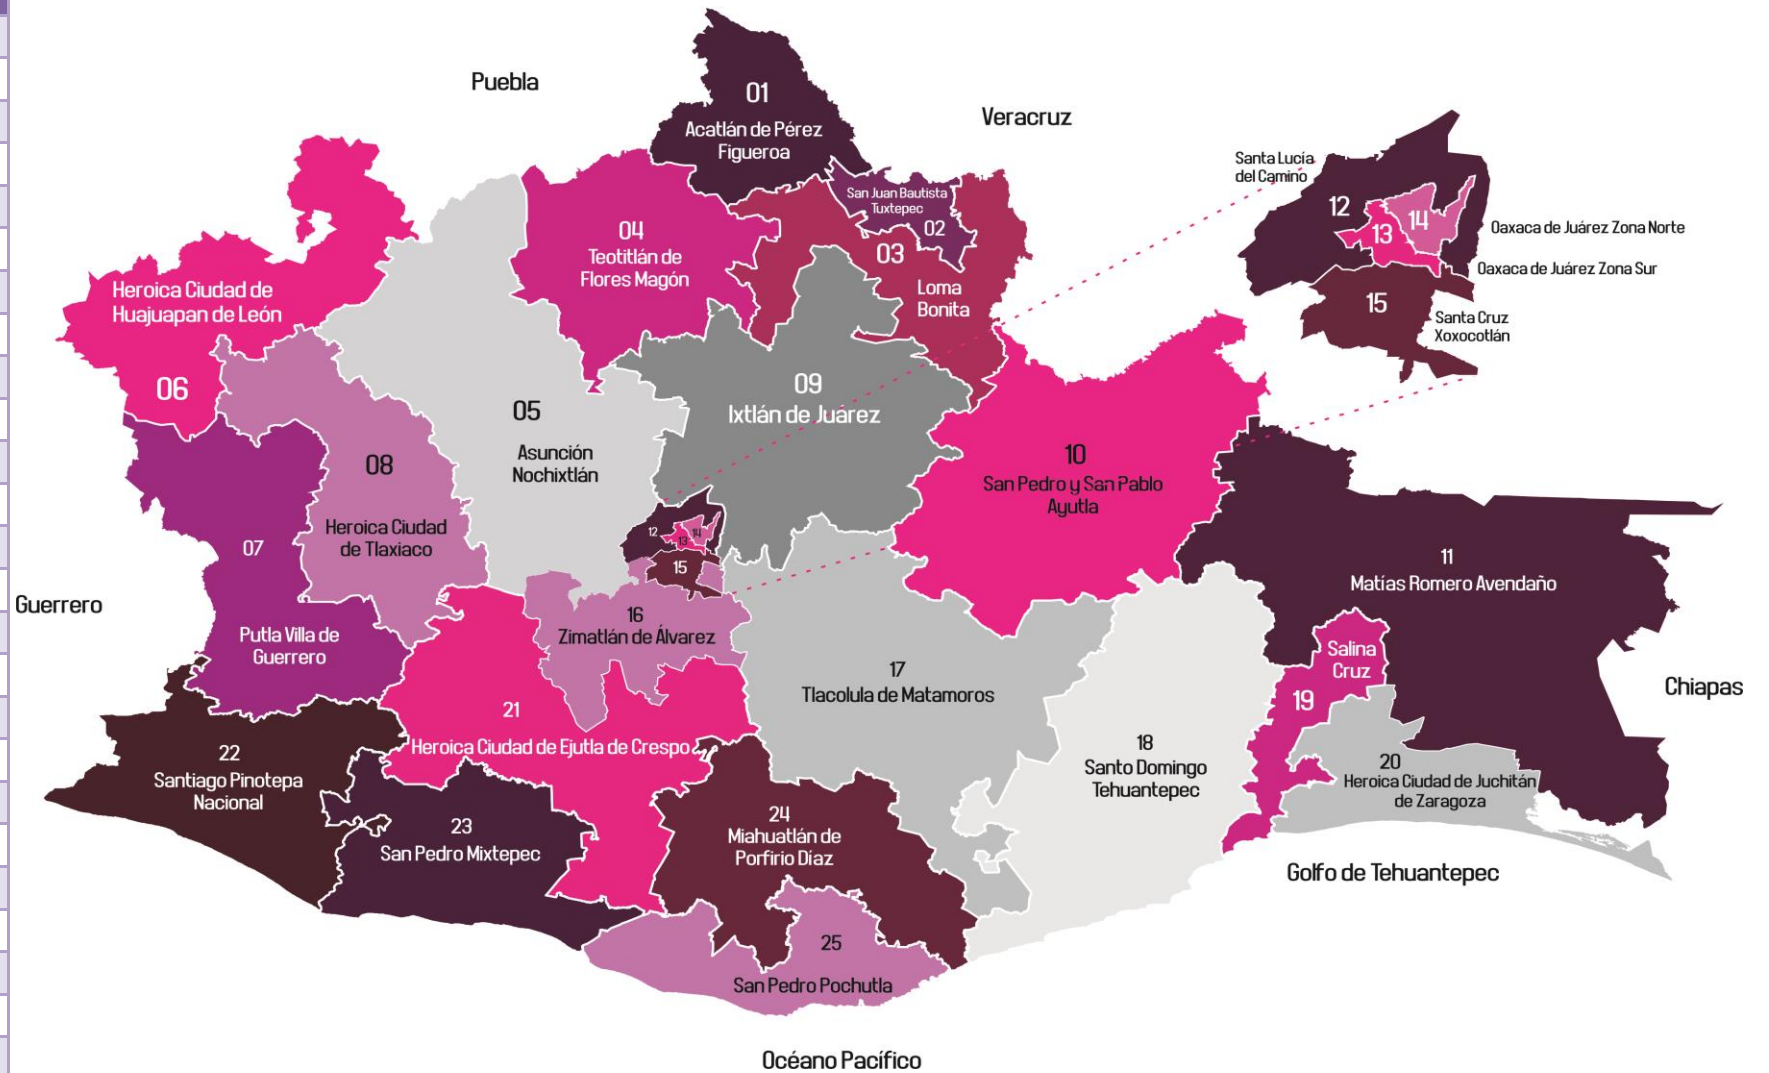 Puebla
Veracruz
Guerrero
Chiapas
Golfo de Tehuantepec
Océano Pacífico
01
Acatlán de Pérez
Figueroa
San Juan Bautista
Tuxtepec
02
03
Loma
Bonita
04
Teotitlán de
Flores Magón
05
Asunción
Nochixtlán
Heroica Ciudad de
Huajuapan de León
06
07
Putla Villa de
Guerrero
08
Heroica Ciudad
de Tlaxiaco
09
Ixtlán de Juárez
10
San Pedro y San Pablo
Ayutla
11
Matías Romero Avendaño
Santa Lucía
del Camino
12
13
14
Oaxaca de Juárez Zona Norte
Oaxaca de Juárez Zona Sur
15
Santa Cruz
Xoxocotlán
12
13
14
15
16
Zimatlán de Álvarez
17
Tlacolula de Matamoros
18
Santo Domingo
Tehuantepec
Salina
Cruz
19
20
Heroica Ciudad de Juchitán
de Zaragoza
21
Heroica Ciudad de Ejutla de Crespo
22
Santiago Pinotepa
Nacional
23
San Pedro Mixtepec
24
Miahuatlán de
Porfirio Díaz
25
San Pedro Pochutla